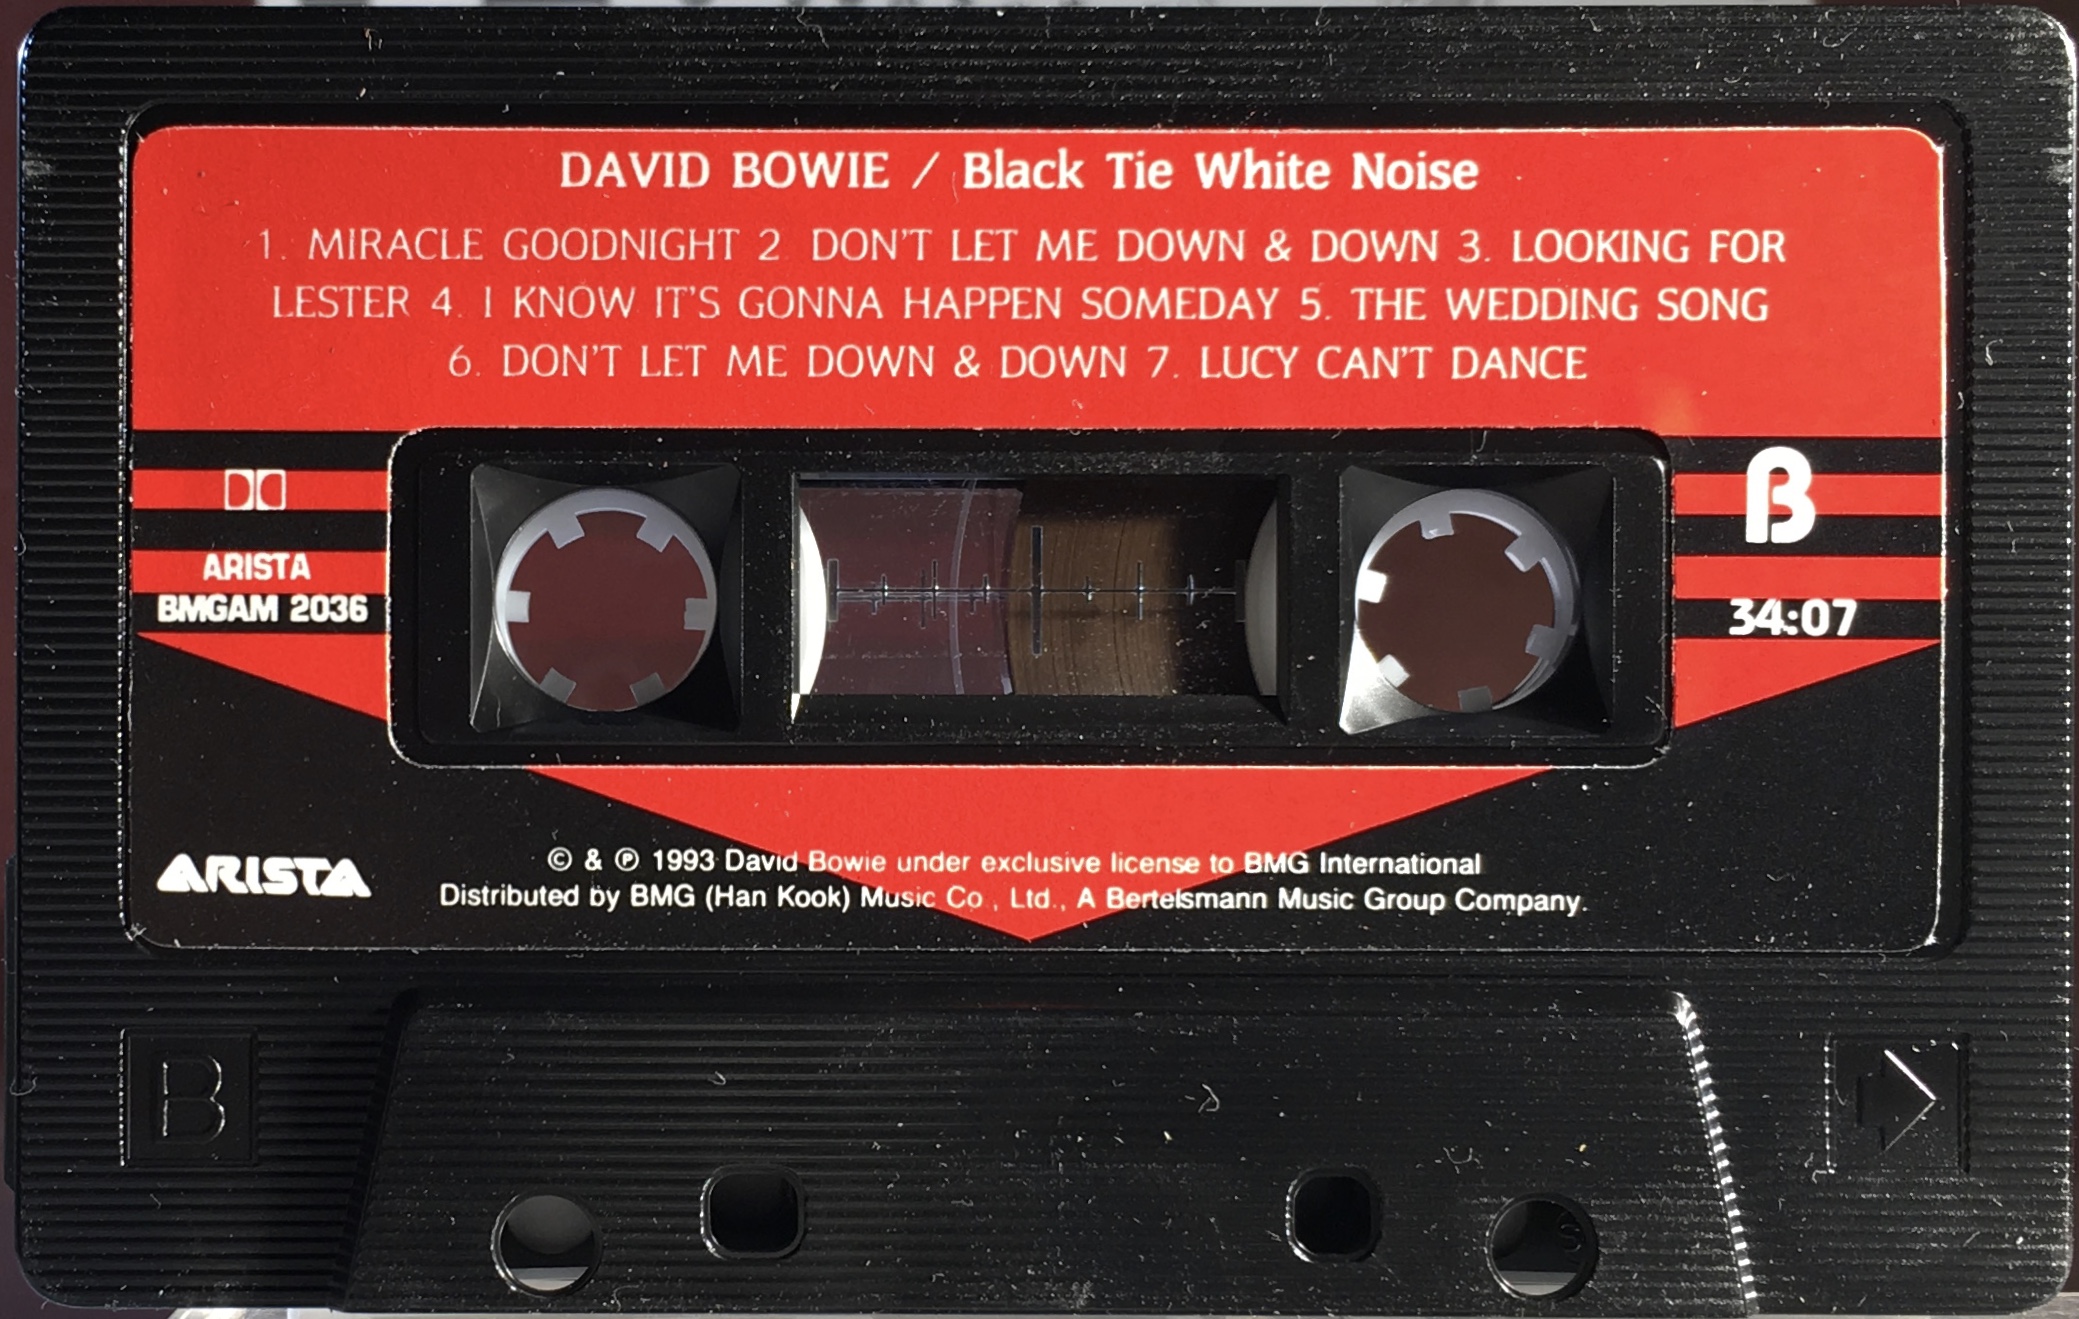 DAVID BOWIE / Black Tie White Noise
1. MIRACLE GOODNIGHT 2 DON'T LET ME DOWN & DOWN 3. LOOKING FOR
LESTER 4. I KNOW IT'S GONNA HAPPEN SOMEDAY 5. THE WEDDING SONG
6. DON'T LET ME DOWN & DOWN 7. LUCY CAN'T DANCE
B
ARISTA
BMGAM 2036
34:07
ARISTA
© & ℗ 1993 David Bowie under exclusive license to BMG International
Distributed by BMG (Han Kook) Music Co., Ltd., A Bertelsmann Music Group Company.
B